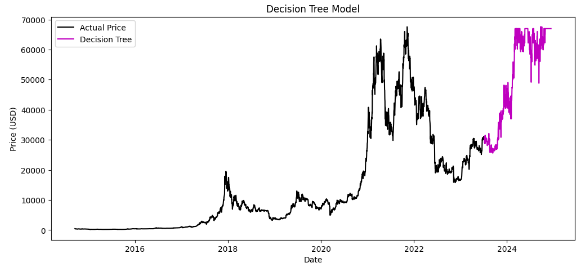 Decision Tree Model
Actual Price
Decision Tree
Price (USD)
70000
60000
50000
40000
30000
20000
10000
0
2016
2018
2020
2022
2024
Date